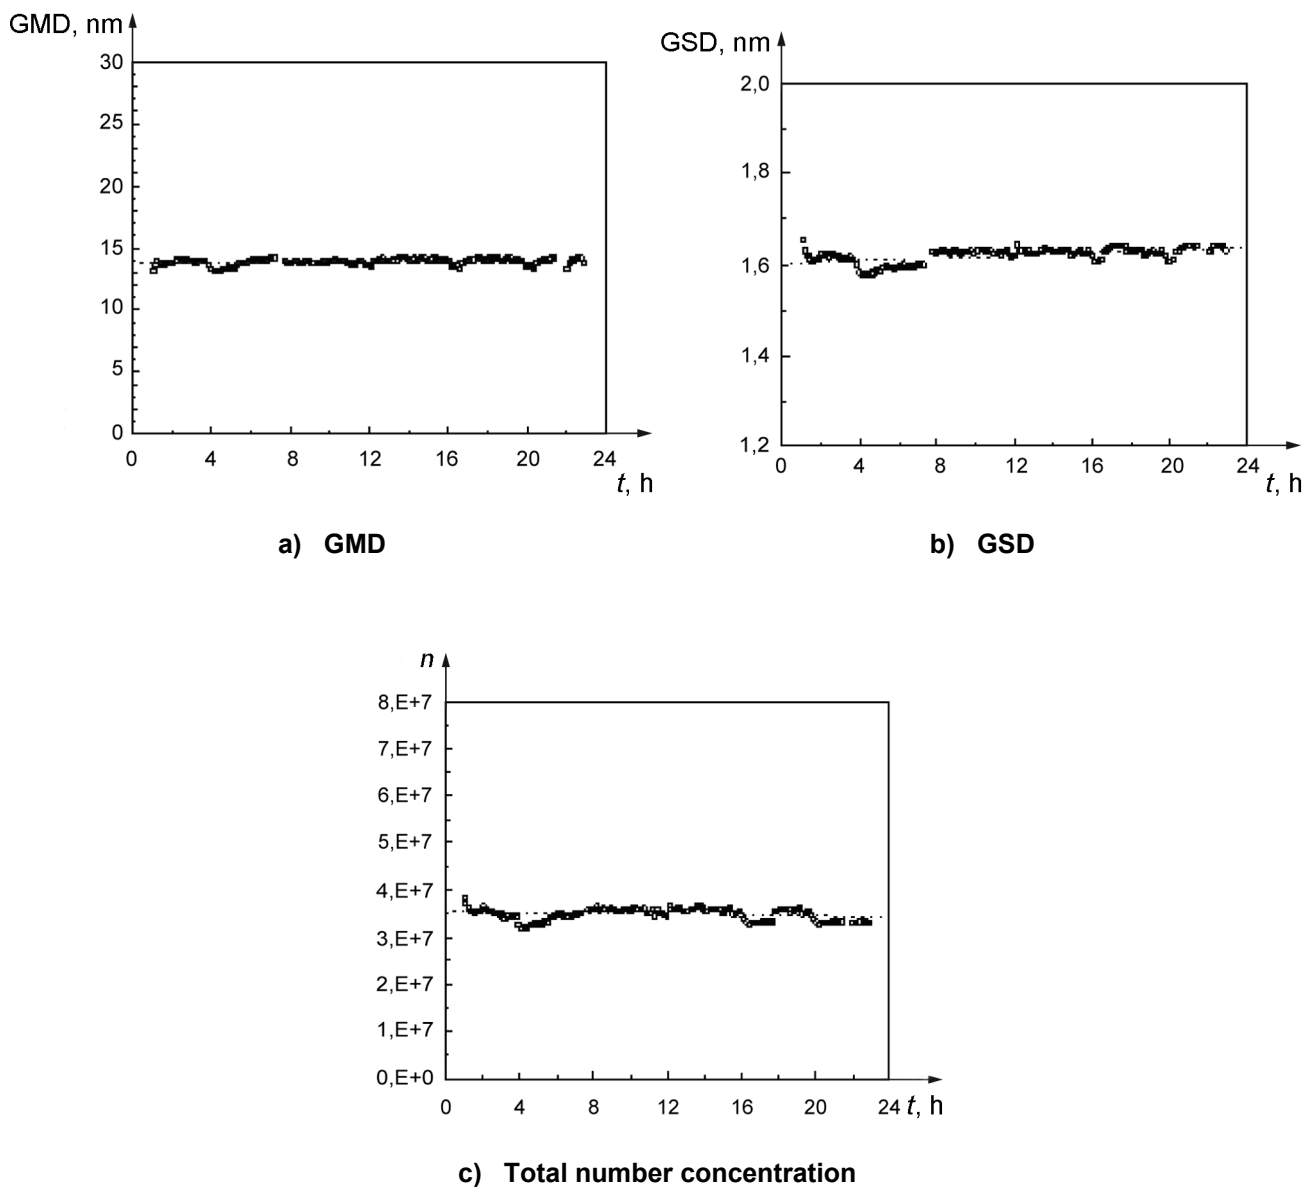 GMD, nm
30
25
20
15
10
5
0
0 4 8 12 16 20 24
t, h
a) GMD
GSD, nm
2,0
1,8
1,6
1,4
1,2
0 4 8 12 16 20 24
t, h
b) GSD
n
8,E+7
7,E+7
6,E+7
5,E+7
4,E+7
3,E+7
2,E+7
1,E+7
0,E+0
0 4 8 12 16 20 24 t, h
c) Total number concentration